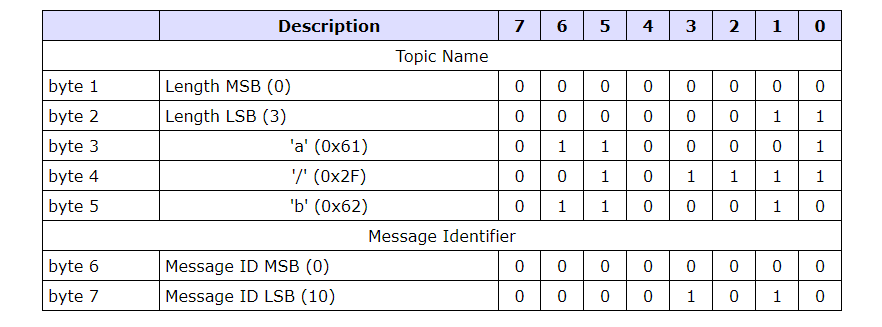 Description 7 6 5 4 3 2 1 0
Topic Name
byte 1 Length MSB (0) 0 0 0 0 0 0 0 0
byte 2 Length LSB (3) 0 0 0 0 0 0 1 1
byte 3 'a' (0x61) 0 1 1 0 0 0 0 1
byte 4 '/' (0x2F) 0 0 1 0 1 1 1 1
byte 5 'b' (0x62) 0 1 1 0 0 0 1 0
Message Identifier
byte 6 Message ID MSB (0) 0 0 0 0 0 0 0 0
byte 7 Message ID LSB (10) 0 0 0 0 1 0 1 0